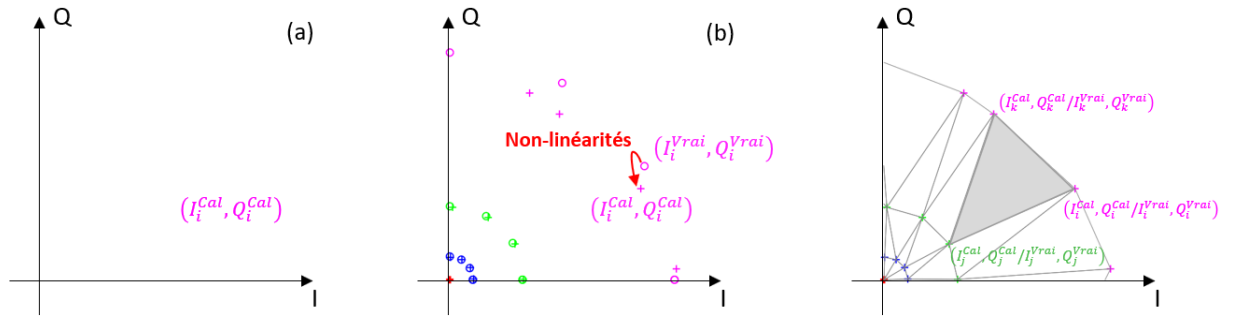 Q
(a)
(I_i^{Cal}, Q_i^{Cal})
I
Q
(b)
Non-linéarités
(I_i^{Vrai}, Q_i^{Vrai})
(I_i^{Cal}, Q_i^{Cal})
I
Q
(I_k^{Cal}, Q_k^{Cal}/I_k^{Vrai}, Q_k^{Vrai})
(I_i^{Cal}, Q_i^{Cal}/I_i^{Vrai}, Q_i^{Vrai})
(I_j^{Cal}, Q_j^{Cal}/I_j^{Vrai}, Q_j^{Vrai})
I